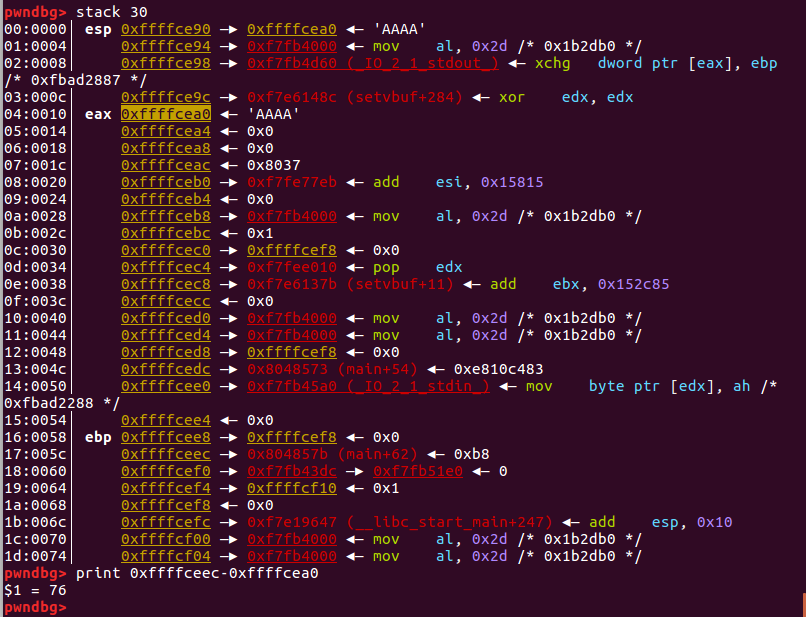 pwndbg> stack 30
00:0000│ esp 0xffffce90 —▸ 0xffffcea0 ◂— 'AAAA'
01:0004│ 0xffffce94 —▸ 0xf7fb4000 ◂— mov al, 0x2d /* 0x1b2db0 */
02:0008│ 0xffffce98 —▸ 0xf7fb4d60 (_IO_2_1_stdout_) ◂— xchg dword ptr [eax], ebp
/* 0xfbad2887 */
03:000c│ 0xffffce9c —▸ 0xf7e6148c (setvbuf+284) ◂— xor edx, edx
04:0010│ eax 0xffffcea0 ◂— 'AAAA'
05:0014│ 0xffffcea4 ◂— 0x0
06:0018│ 0xffffcea8 ◂— 0x0
07:001c│ 0xffffceac ◂— 0x8037
08:0020│ 0xffffceb0 —▸ 0xf7fe77eb ◂— add esi, 0x15815
09:0024│ 0xffffceb4 ◂— 0x0
0a:0028│ 0xffffceb8 —▸ 0xf7fb4000 ◂— mov al, 0x2d /* 0x1b2db0 */
0b:002c│ 0xffffcebc ◂— 0x1
0c:0030│ 0xffffcec0 —▸ 0xffffcef8 ◂— 0x0
0d:0034│ 0xffffcec4 —▸ 0xf7fee010 ◂— pop edx
0e:0038│ 0xffffcec8 —▸ 0xf7e6137b (setvbuf+11) ◂— add ebx, 0x152c85
0f:003c│ 0xffffcecc ◂— 0x0
10:0040│ 0xffffced0 —▸ 0xf7fb4000 ◂— mov al, 0x2d /* 0x1b2db0 */
11:0044│ 0xffffced4 —▸ 0xf7fb4000 ◂— mov al, 0x2d /* 0x1b2db0 */
12:0048│ 0xffffced8 —▸ 0xffffcef8 ◂— 0x0
13:004c│ 0xffffcedc —▸ 0x8048573 (main+54) ◂— 0xe810c483
14:0050│ 0xffffcee0 —▸ 0xf7fb45a0 (_IO_2_1_stdin_) ◂— mov byte ptr [edx], ah /*
0xfbad2288 */
15:0054│ 0xffffcee4 ◂— 0x0
16:0058│ ebp 0xffffcee8 —▸ 0xffffcef8 ◂— 0x0
17:005c│ 0xffffceec —▸ 0x804857b (main+62) ◂— 0xb8
18:0060│ 0xffffcef0 —▸ 0xf7fb43dc —▸ 0xf7fb51e0 ◂— 0
19:0064│ 0xffffcef4 —▸ 0xffffcf10 ◂— 0x1
1a:0068│ 0xffffcef8 ◂— 0x0
1b:006c│ 0xffffcefc —▸ 0xf7e19647 (__libc_start_main+247) ◂— add esp, 0x10
1c:0070│ 0xffffcf00 —▸ 0xf7fb4000 ◂— mov al, 0x2d /* 0x1b2db0 */
1d:0074│ 0xffffcf04 —▸ 0xf7fb4000 ◂— mov al, 0x2d /* 0x1b2db0 */
pwndbg> print 0xffffceec-0xffffcea0
$1 = 76
pwndbg>